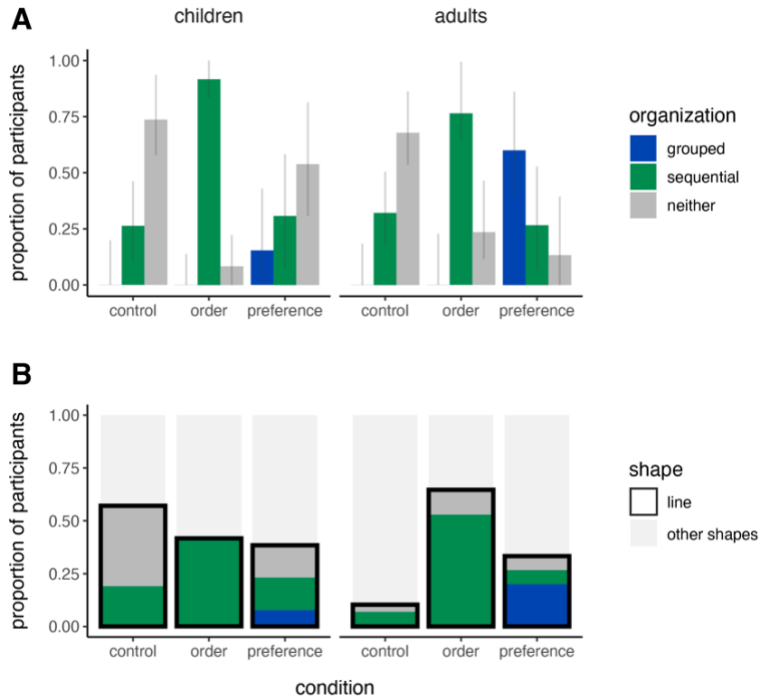 A
children
adults
proportion of participants
1.00
0.75
0.50
0.25
0.00
control order preference
control order preference
organization
grouped
sequential
neither
B
proportion of participants
1.00
0.75
0.50
0.25
0.00
control order preference
control order preference
condition
shape
line
other shapes